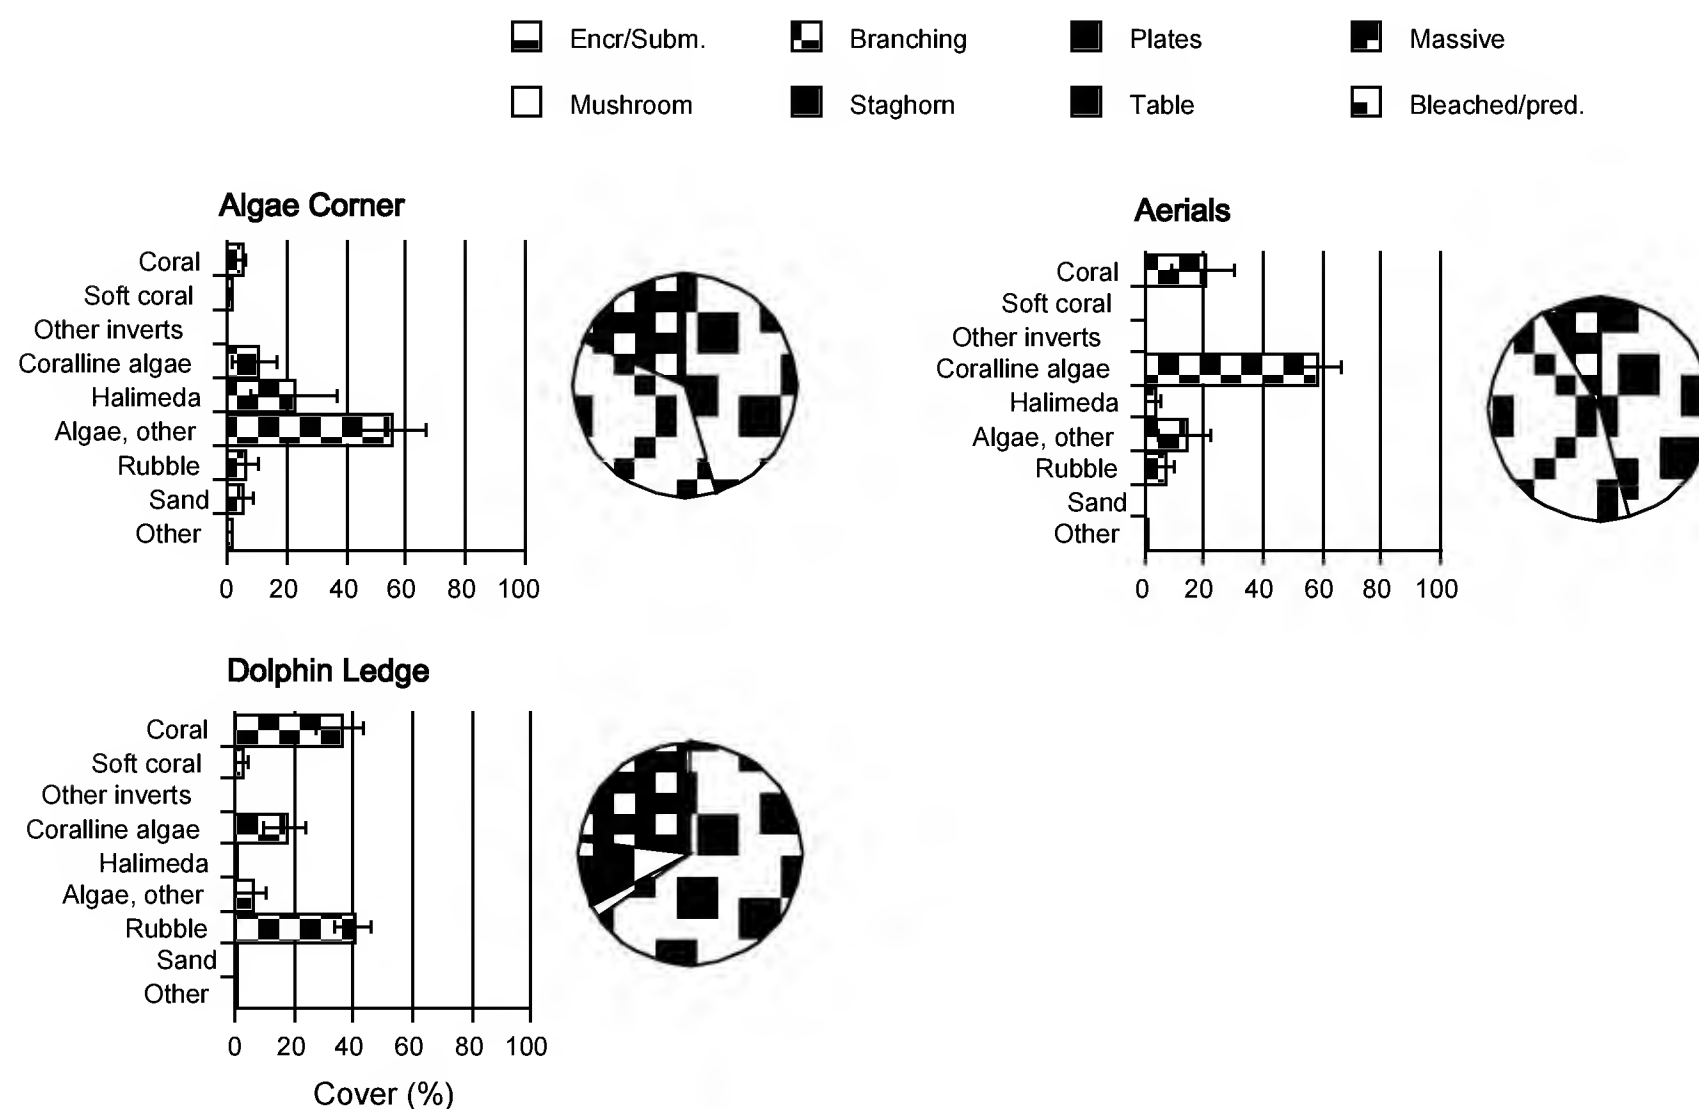 Encr/Subm. Branching Plates Massive
Mushroom Staghorn Table Bleached/pred.
Algae Corner
Coral
Soft coral
Other inverts
Coralline algae
Halimeda
Algae, other
Rubble
Sand
Other
0 20 40 60 80 100
Aerials
Coral
Soft coral
Other inverts
Coralline algae
Halimeda
Algae, other
Rubble
Sand
Other
0 20 40 60 80 100
Dolphin Ledge
Coral
Soft coral
Other inverts
Coralline algae
Halimeda
Algae, other
Rubble
Sand
Other
0 20 40 60 80 100
Cover (%)